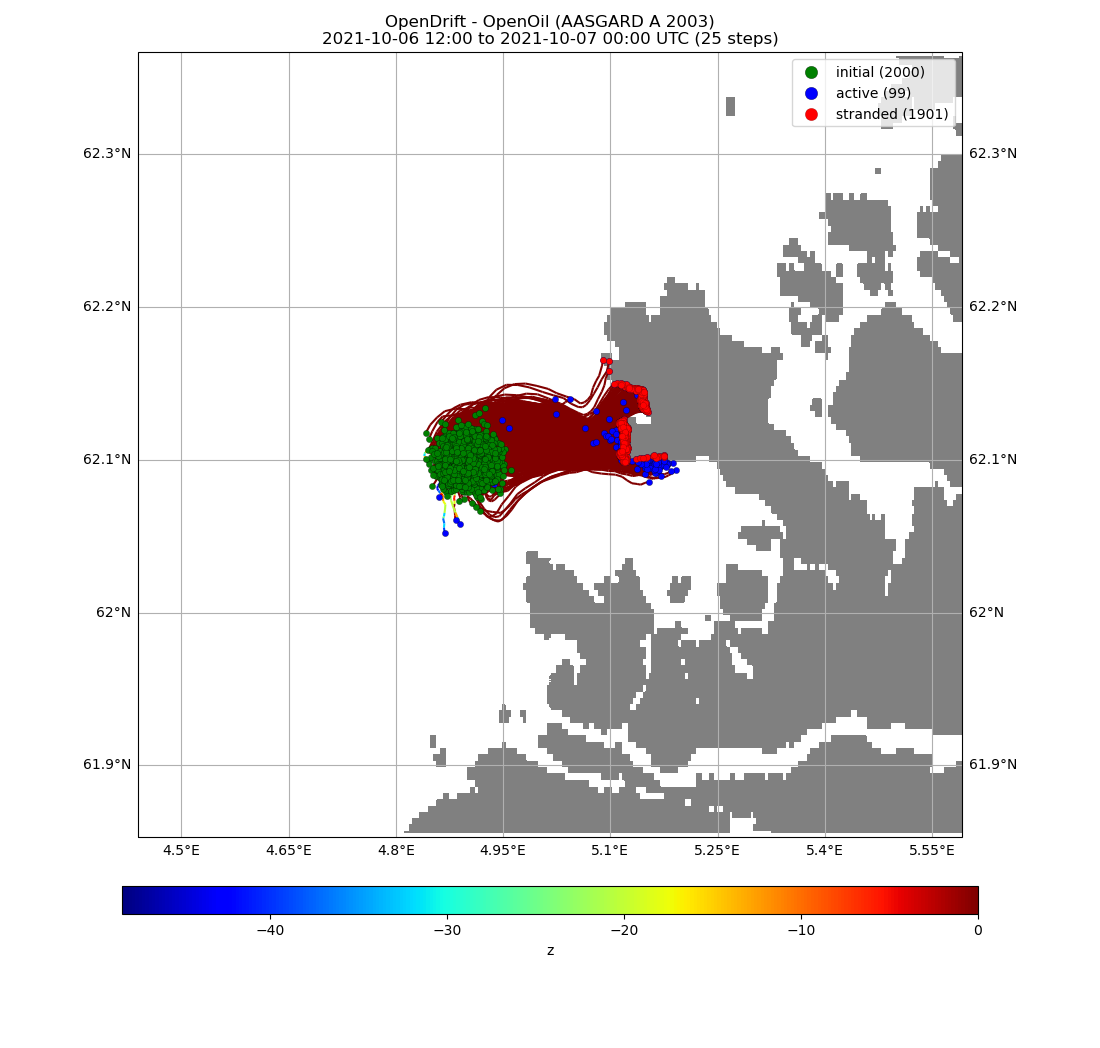 OpenDrift - OpenOil (AASGARD A 2003)
2021-10-06 12:00 to 2021-10-07 00:00 UTC (25 steps)
initial (2000)
active (99)
stranded (1901)
62.3°N 62.3°N
62.2°N 62.2°N
62.1°N 62.1°N
62°N 62°N
61.9°N 61.9°N
4.5°E 4.65°E 4.8°E 4.95°E 5.1°E 5.25°E 5.4°E 5.55°E
−40 −30 −20 −10 0
z